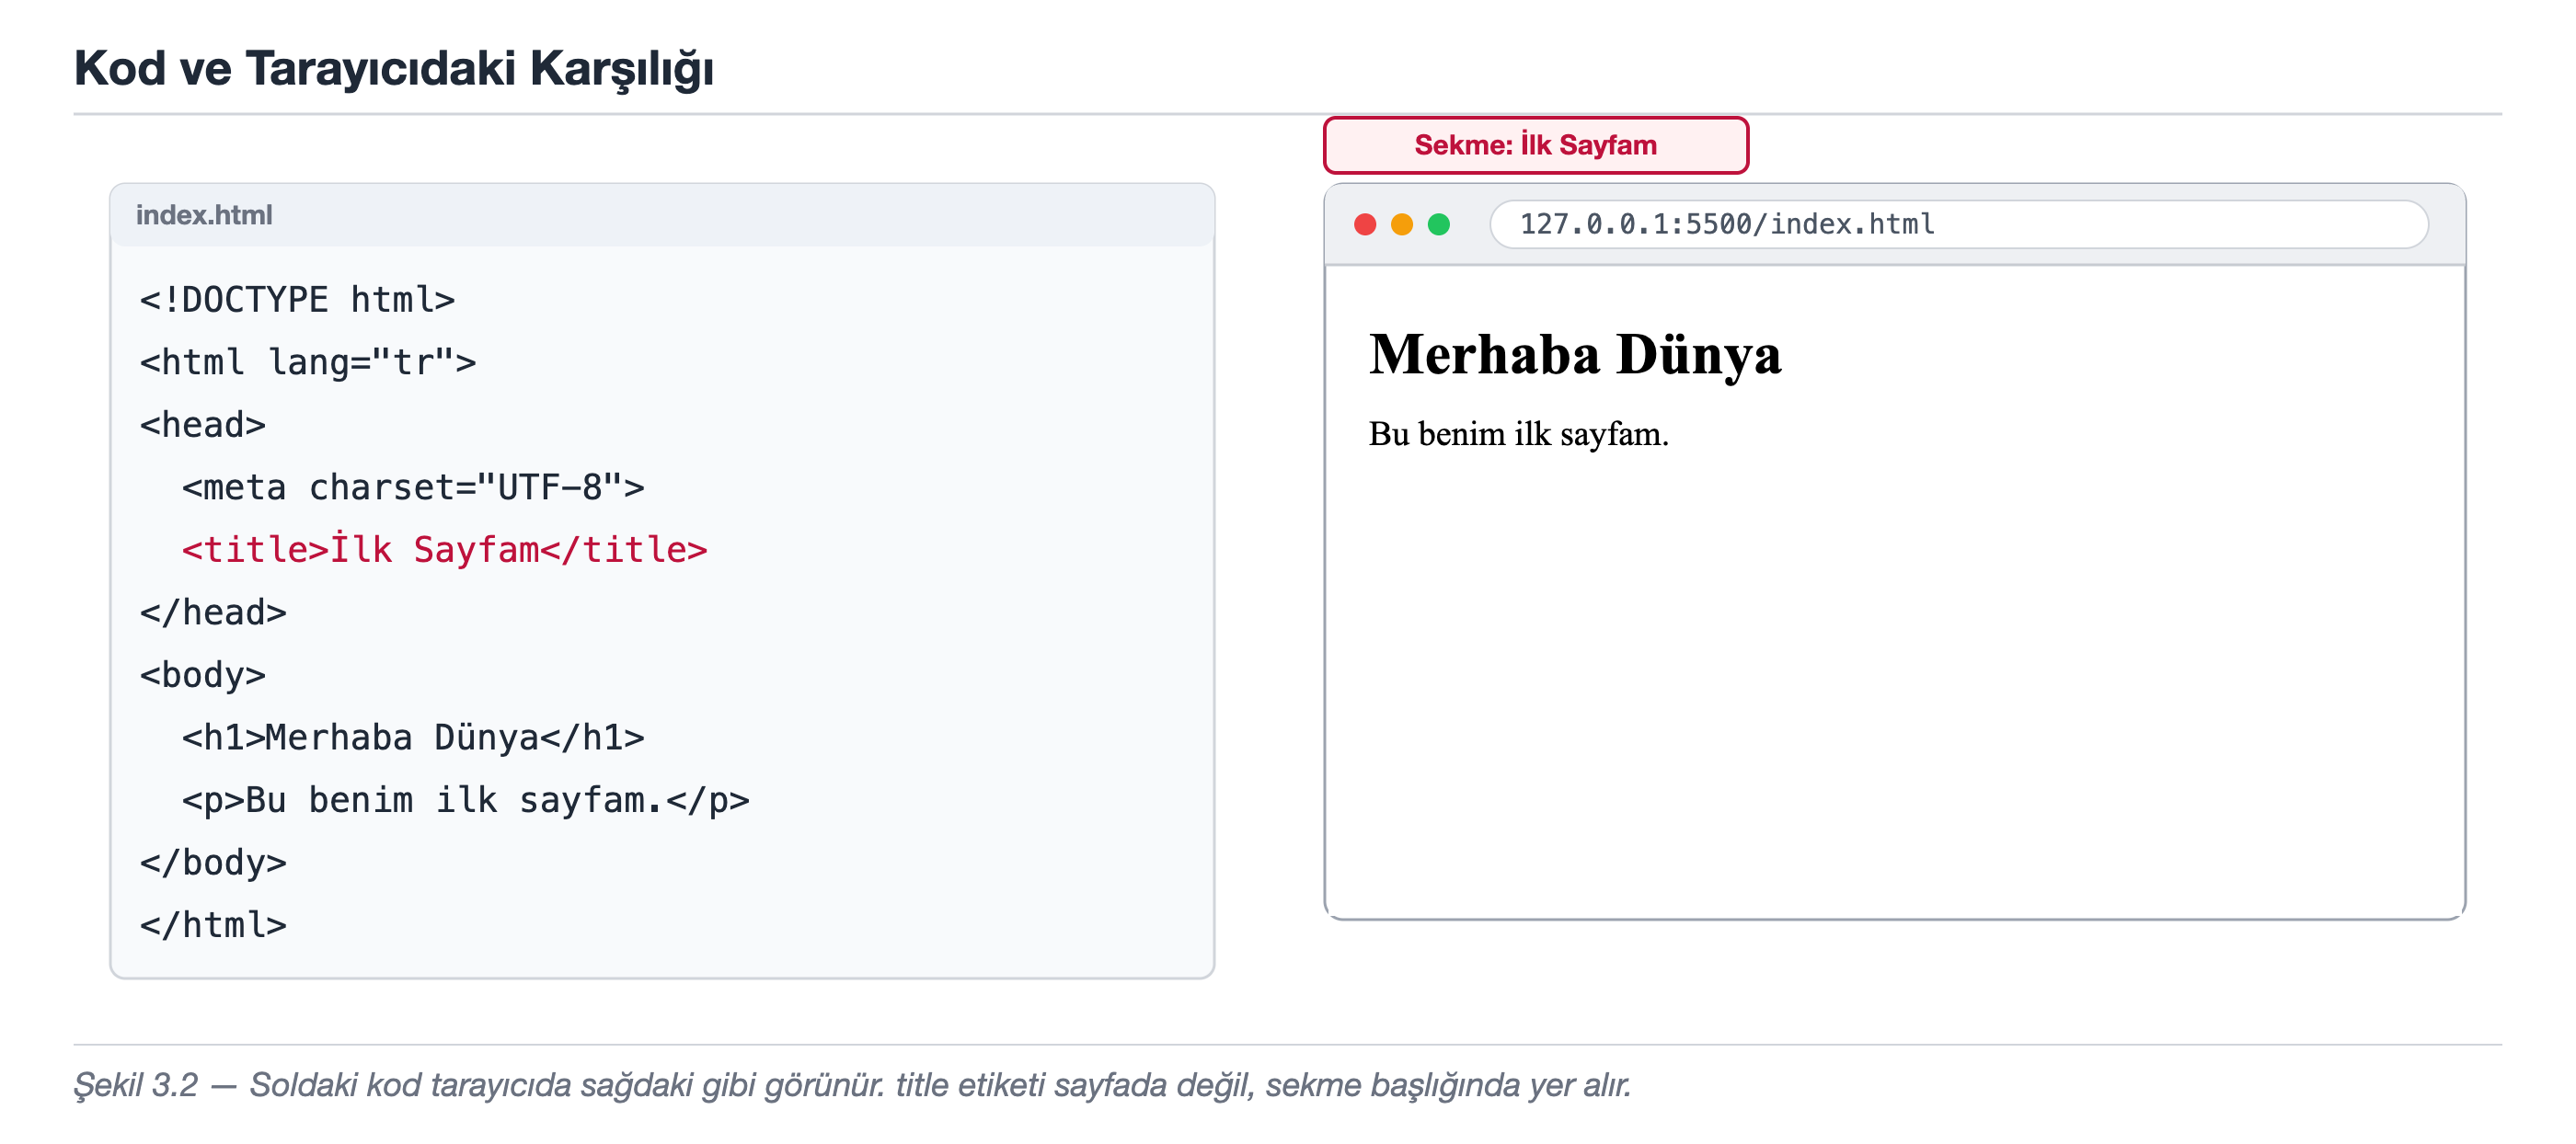 Kod ve Tarayıcıdaki Karşılığı
index.html
<!DOCTYPE html>
<html lang="tr">
<head>
  <meta charset="UTF-8">
  <title>İlk Sayfam</title>
</head>
<body>
  <h1>Merhaba Dünya</h1>
  <p>Bu benim ilk sayfam.</p>
</body>
</html>
Sekme: İlk Sayfam
127.0.0.1:5500/index.html
Merhaba Dünya
Bu benim ilk sayfam.
Şekil 3.2 — Soldaki kod tarayıcıda sağdaki gibi görünür. title etiketi sayfada değil, sekme başlığında yer alır.